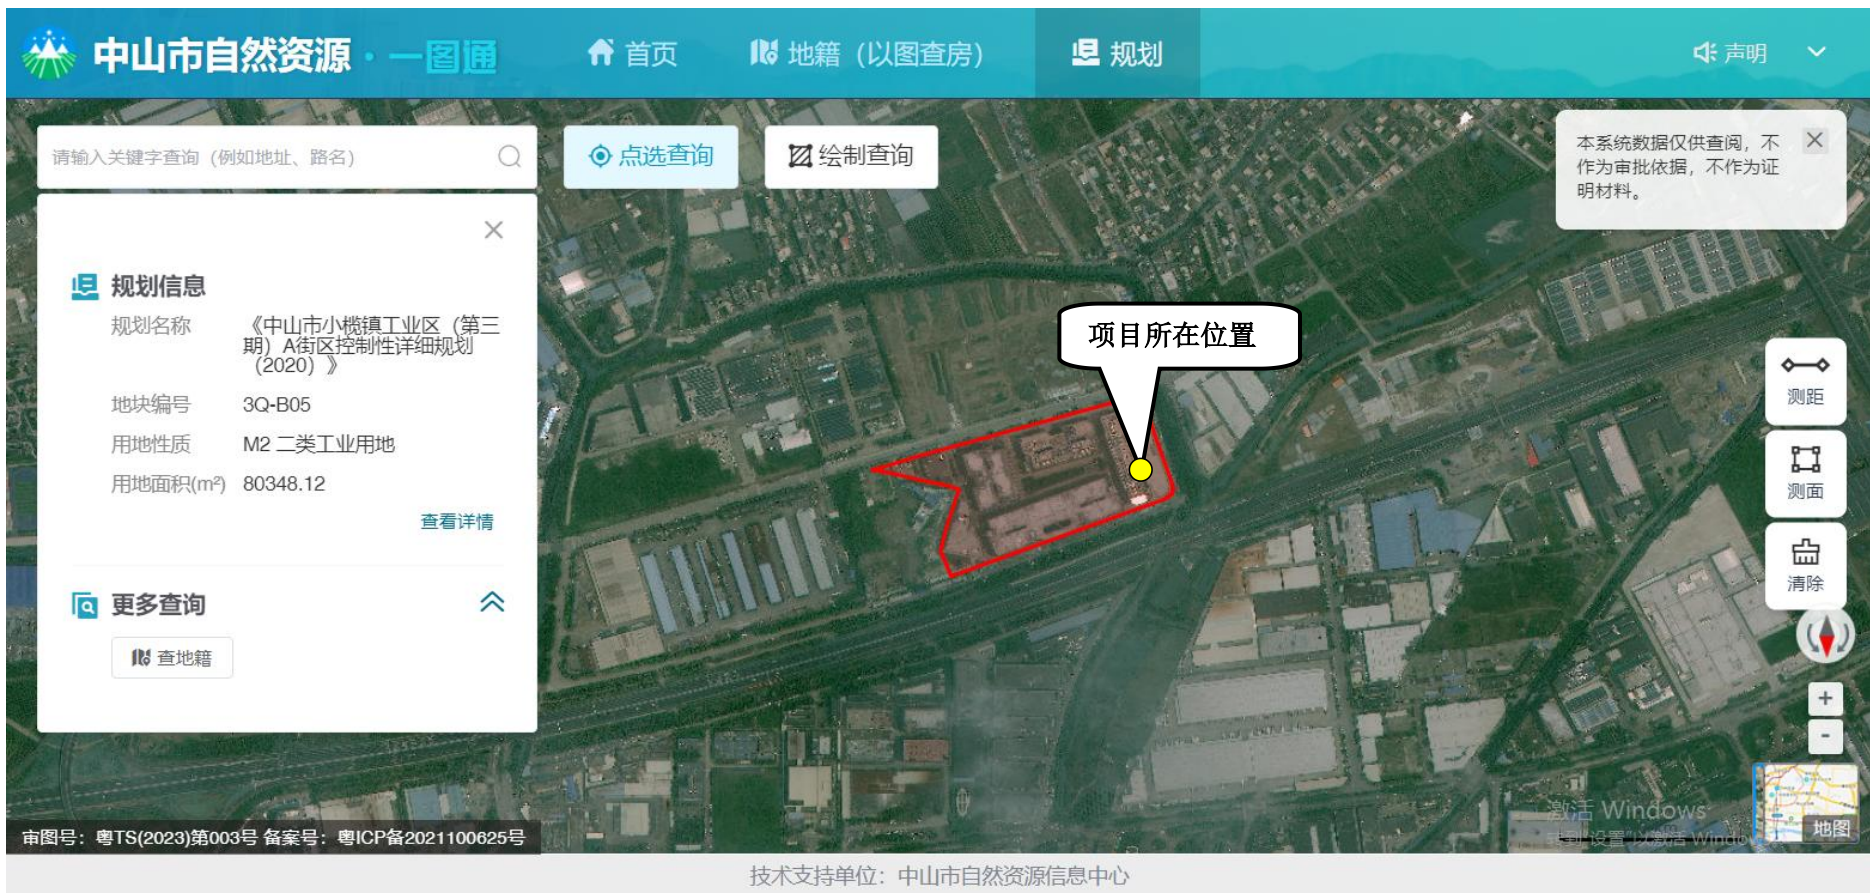 中山市自然资源·一图通
首页
地籍（以图查房）
规划
声明
请输入关键字查询（例如地址、路名）
点选查询
绘制查询
本系统数据仅供查阅，不
作为审批依据，不作为证
明材料。
规划信息
规划名称
《中山市小榄镇工业区（第三
期）A街区控制性详细规划
（2020）》
地块编号
3Q-B05
用地性质
M2 二类工业用地
用地面积(m²)
80348.12
查看详情
更多查询
查地籍
项目所在位置
测距
测面
清除
+
-
激活 Windows
转到"设置"以激活 Windo
地图
审图号：粤TS(2023)第003号 备案号：粤ICP备2021100625号
技术支持单位：中山市自然资源信息中心